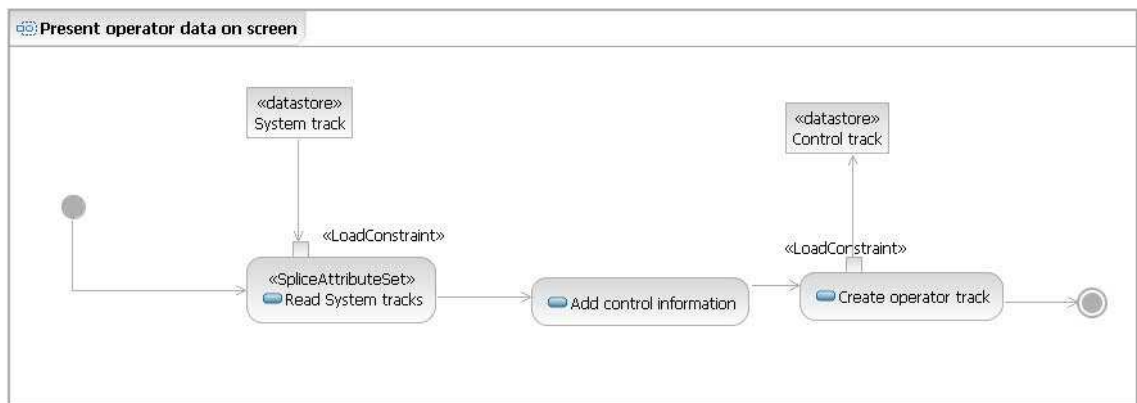 Present operator data on screen
«datastore»
System track
«datastore»
Control track
«LoadConstraint»
«LoadConstraint»
«SpliceAttributeSet»
Read System tracks
Add control information
Create operator track